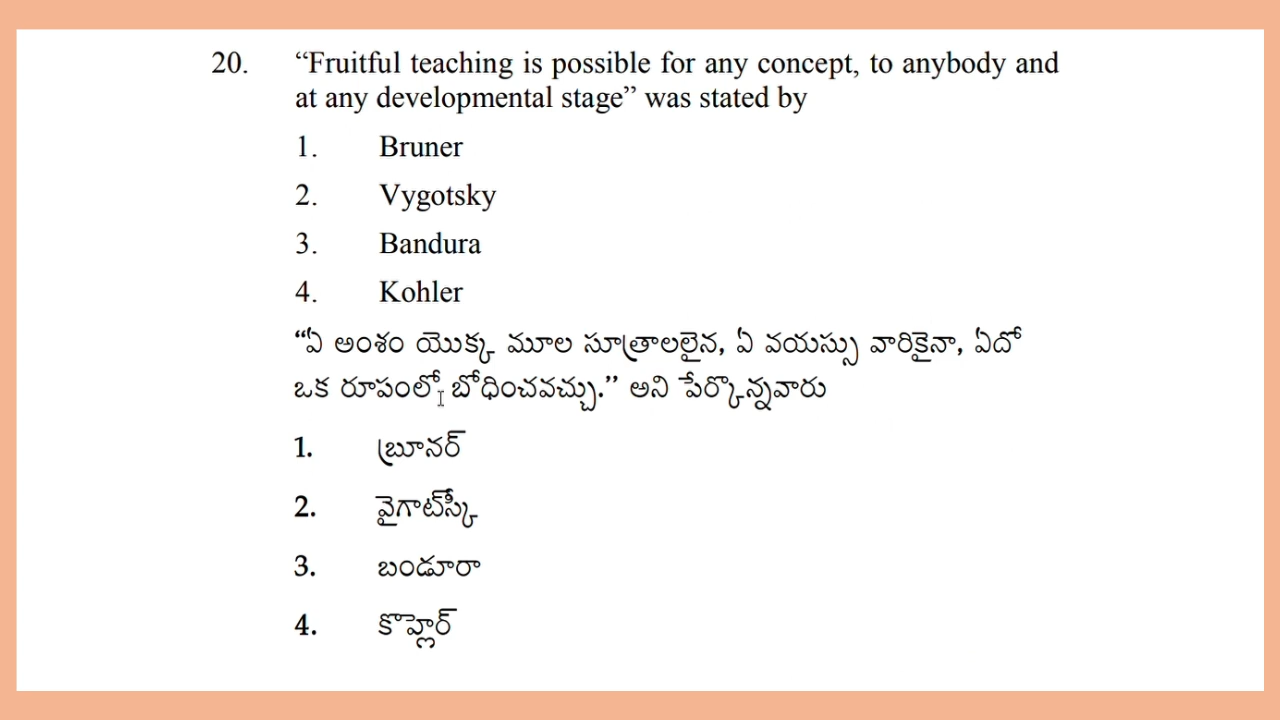 20. “Fruitful teaching is possible for any concept, to anybody and
at any developmental stage” was stated by
1. Bruner
2. Vygotsky
3. Bandura
4. Kohler
“ఏ అంశం యొక్క మూల సూత్రాలలైన, ఏ వయస్సు వారికైనా, ఏదో
ఒక రూపంలో బోధించవచ్చు.” అని పేర్కొన్నవారు
1. బ్రూనర్
2. వైగాట్‌స్కీ
3. బండూరా
4. కొహ్లెర్